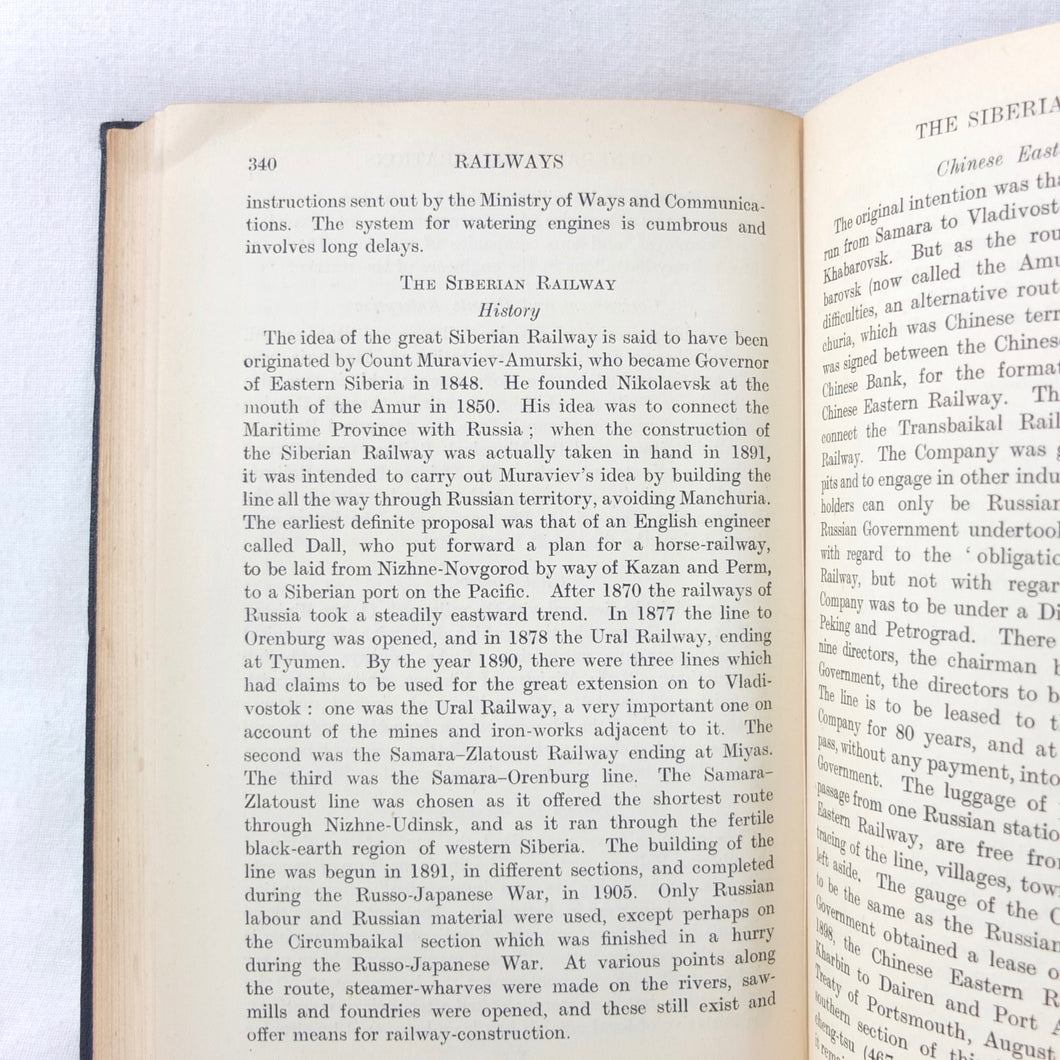 340
RAILWAYS
instructions sent out by the Ministry of Ways and Communica-
tions. The system for watering engines is cumbrous and
involves long delays.
THE SIBERIAN RAILWAY
History
The idea of the great Siberian Railway is said to have been
originated by Count Muraviev-Amurski, who became Governor
of Eastern Siberia in 1848. He founded Nikolaevsk at the
mouth of the Amur in 1850. His idea was to connect the
Maritime Province with Russia ; when the construction of
the Siberian Railway was actually taken in hand in 1891,
it was intended to carry out Muraviev's idea by building the
line all the way through Russian territory, avoiding Manchuria.
The earliest definite proposal was that of an English engineer
called Dall, who put forward a plan for a horse-railway,
to be laid from Nizhne-Novgorod by way of Kazan and Perm,
to a Siberian port on the Pacific. After 1870 the railways of
Russia took a steadily eastward trend. In 1877 the line to
Orenburg was opened, and in 1878 the Ural Railway, ending
at Tyumen. By the year 1890, there were three lines which
had claims to be used for the great extension on to Vladi-
vostok : one was the Ural Railway, a very important one on
account of the mines and iron-works adjacent to it. The
second was the Samara–Zlatoust Railway ending at Miyas.
The third was the Samara–Orenburg line. The Samara–
Zlatoust line was chosen as it offered the shortest route
through Nizhne-Udinsk, and as it ran through the fertile
black-earth region of western Siberia. The building of the
line was begun in 1891, in different sections, and completed
during the Russo-Japanese War, in 1905. Only Russian
labour and Russian material were used, except perhaps on
the Circumbaikal section which was finished in a hurry
during the Russo-Japanese War. At various points along
the route, steamer-wharves were made on the rivers, saw-
mills and foundries were opened, and these still exist and
offer means for railway-construction.
THE SIBERIA
Chinese East
The original intention was tha
run from Samara to Vladivost
Khabarovsk. But as the rou
barovsk (now called the Amu
difficulties, an alternative rout
churia, which was Chinese terr
was signed between the Chines
Chinese Bank, for the format
Chinese Eastern Railway. Th
connect the Transbaikal Rail
Railway. The Company was g
pits and to engage in other indu
holders can only be Russian
Russian Government undertool
with regard to the ' obligatio
Railway, but not with regar
Company was to be under a Di
Peking and Petrograd. There
nine directors, the chairman b
Government, the directors to b
The line is to be leased to t
Company for 80 years, and at
pass, without any payment, into
Government. The luggage of
passage from one Russian statio
Eastern Railway, are free fro
tracing of the line, villages, tow
left aside. The gauge of the C
to be the same as the Russian
Government obtained a lease o
1898, the Chinese Eastern R
Kharbin to Dairen and Port A
Treaty of Portsmouth, August
southern section of this
cheng-tsu (467
it rema